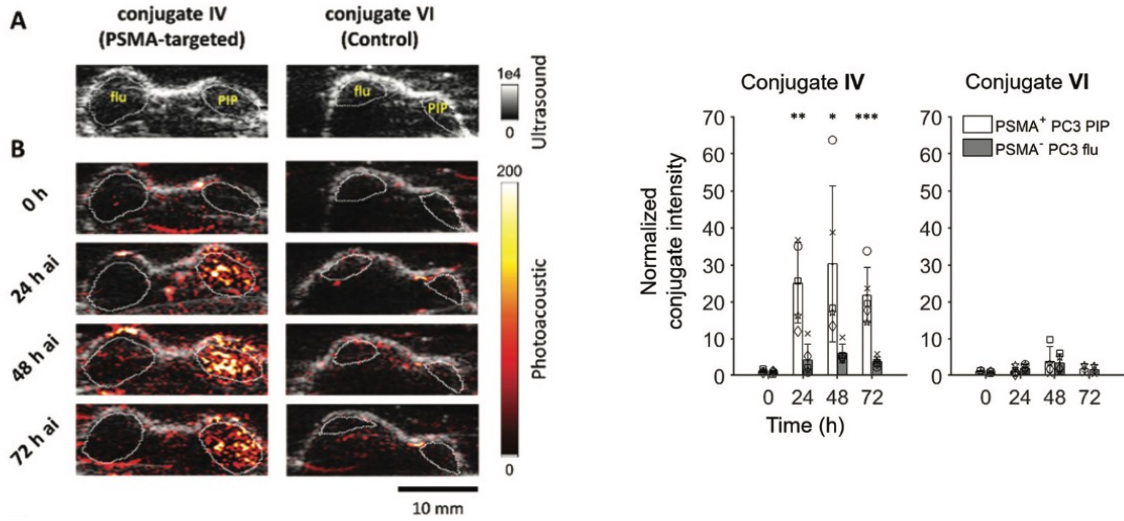 A
conjugate IV
(PSMA-targeted)
conjugate VI
(Control)
flu
PIP
flu
PIP
1e4
0
Ultrasound
B
0 h
24 h ai
48 h ai
72 h ai
200
0
Photoacoustic
10 mm
Conjugate IV
Conjugate VI
** * ***
PSMA+ PC3 PIP
PSMA- PC3 flu
Normalized
conjugate intensity
70
60
50
40
30
20
10
0
0 24 48 72
Time (h)
70
60
50
40
30
20
10
0
0 24 48 72